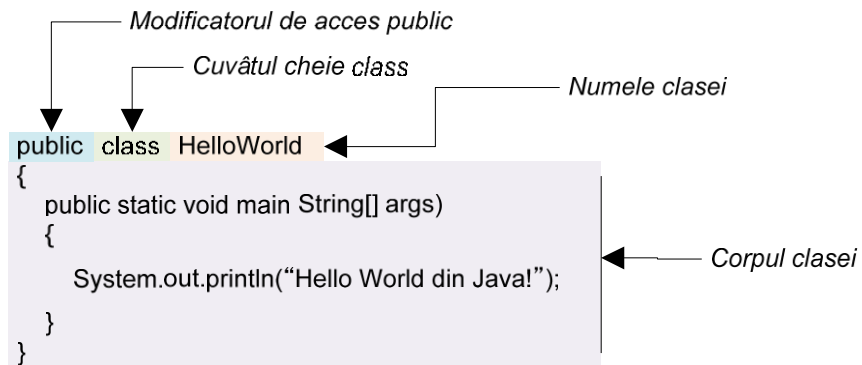 Modificatorul de acces public
Cuvâtul cheie class
Numele clasei
public class HelloWorld
{
public static void main String[] args)
{
System.out.println(“Hello World din Java!”);
}
}
Corpul clasei